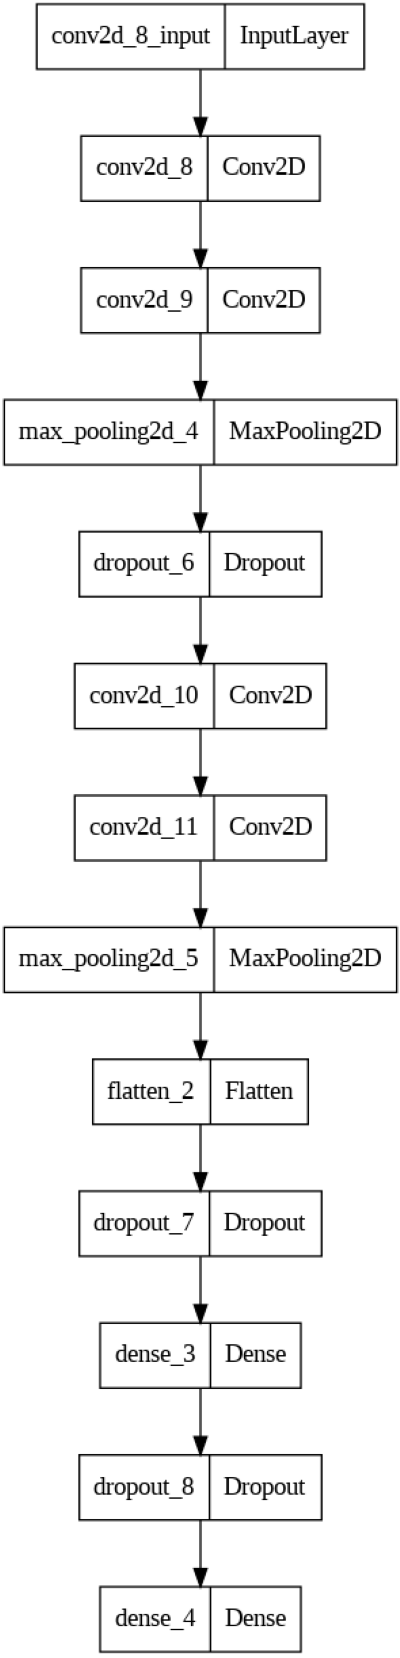 conv2d_8_input InputLayer
conv2d_8 Conv2D
conv2d_9 Conv2D
max_pooling2d_4 MaxPooling2D
dropout_6 Dropout
conv2d_10 Conv2D
conv2d_11 Conv2D
max_pooling2d_5 MaxPooling2D
flatten_2 Flatten
dropout_7 Dropout
dense_3 Dense
dropout_8 Dropout
dense_4 Dense